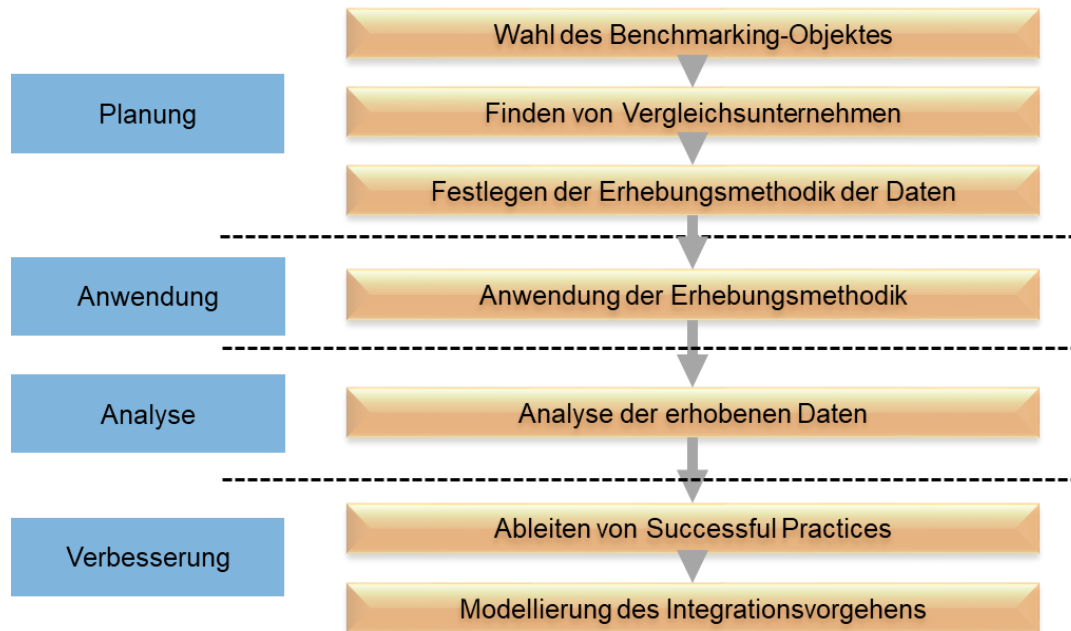 Wahl des Benchmarking-Objektes
Planung
Finden von Vergleichsunternehmen
Festlegen der Erhebungsmethodik der Daten
Anwendung
Anwendung der Erhebungsmethodik
Analyse
Analyse der erhobenen Daten
Verbesserung
Ableiten von Successful Practices
Modellierung des Integrationsvorgehens